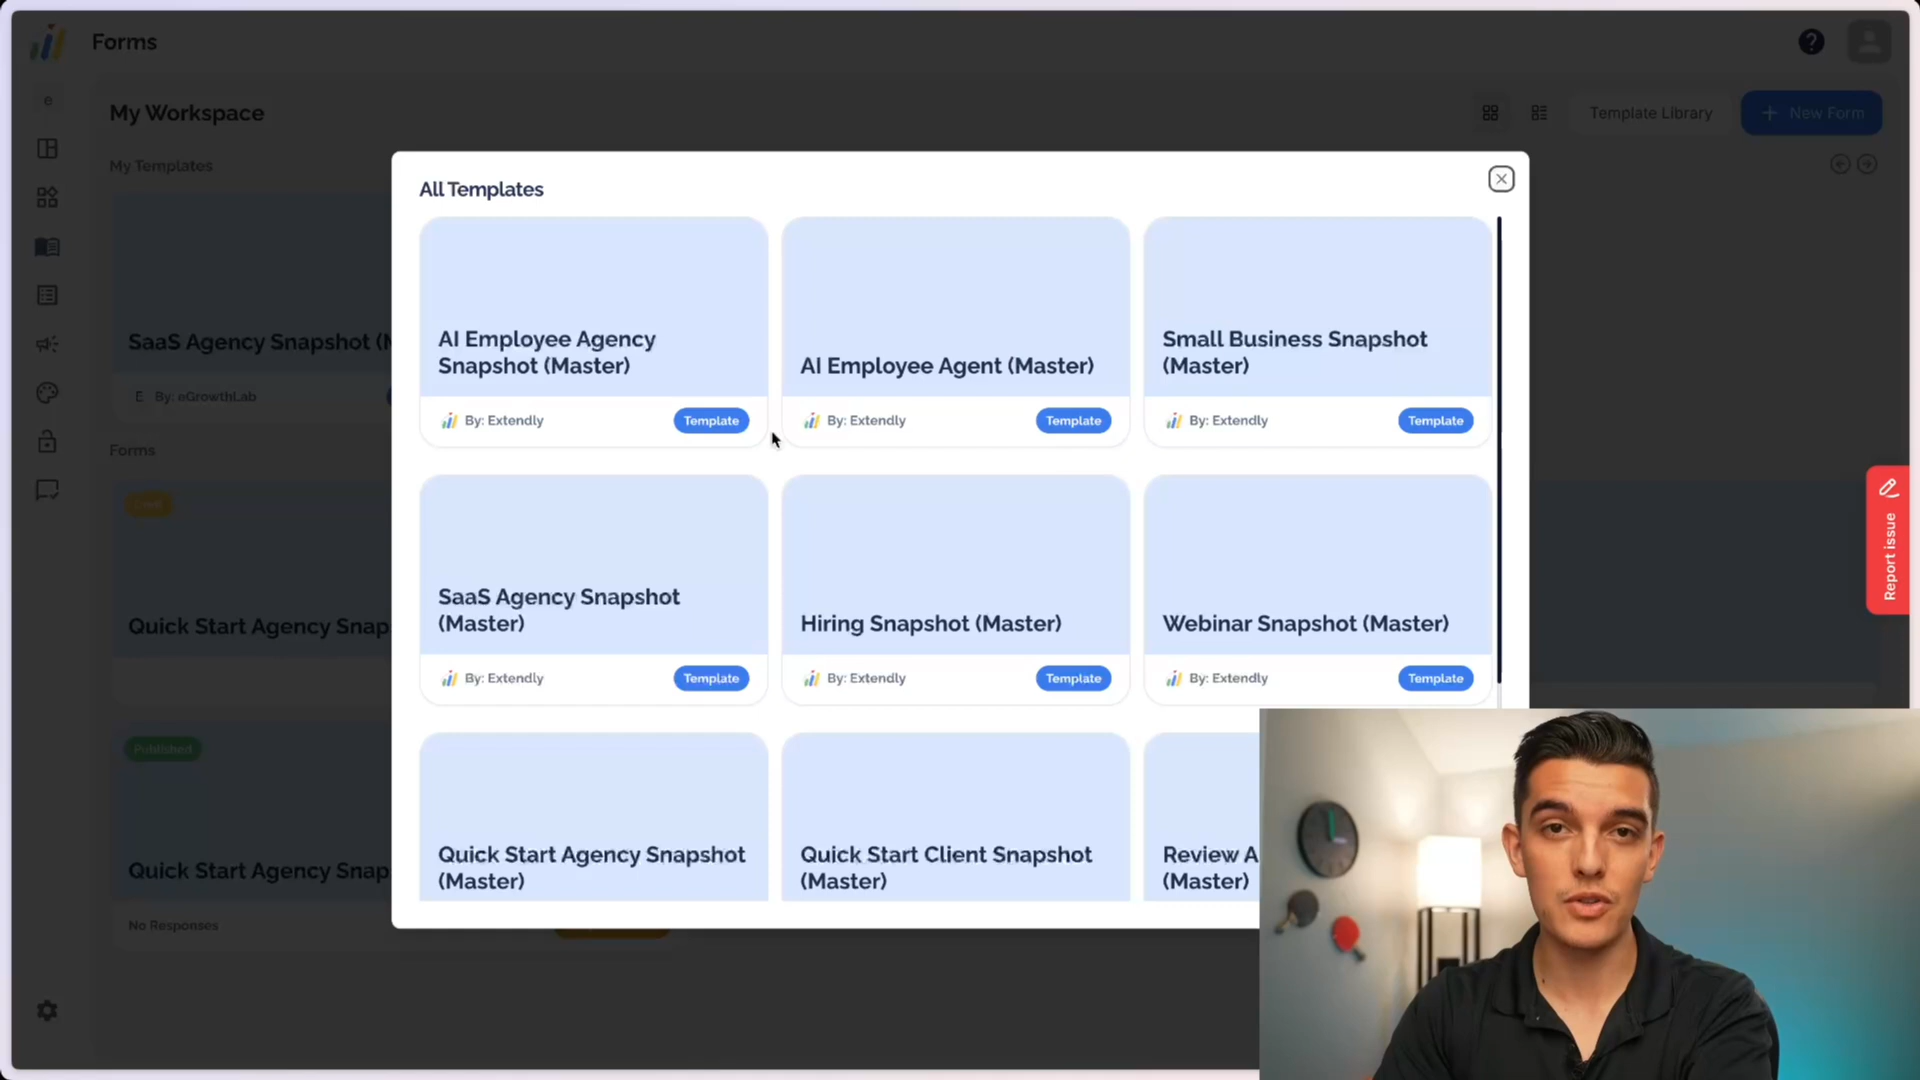 Forms
?
e
My Workspace
Template Library
+ New Form
My Templates
SaaS Agency Snapshot (M
E By: eGrowthLab
Forms
Draft
Quick Start Agency Snap
Published
Quick Start Agency Snap
No Responses
All Templates
AI Employee Agency
Snapshot (Master)
By: Extendly
Template
AI Employee Agent (Master)
By: Extendly
Template
Small Business Snapshot
(Master)
By: Extendly
Template
SaaS Agency Snapshot
(Master)
By: Extendly
Template
Hiring Snapshot (Master)
By: Extendly
Template
Webinar Snapshot (Master)
By: Extendly
Template
Quick Start Agency Snapshot
(Master)
Quick Start Client Snapshot
(Master)
Review A
(Master)
Report issue